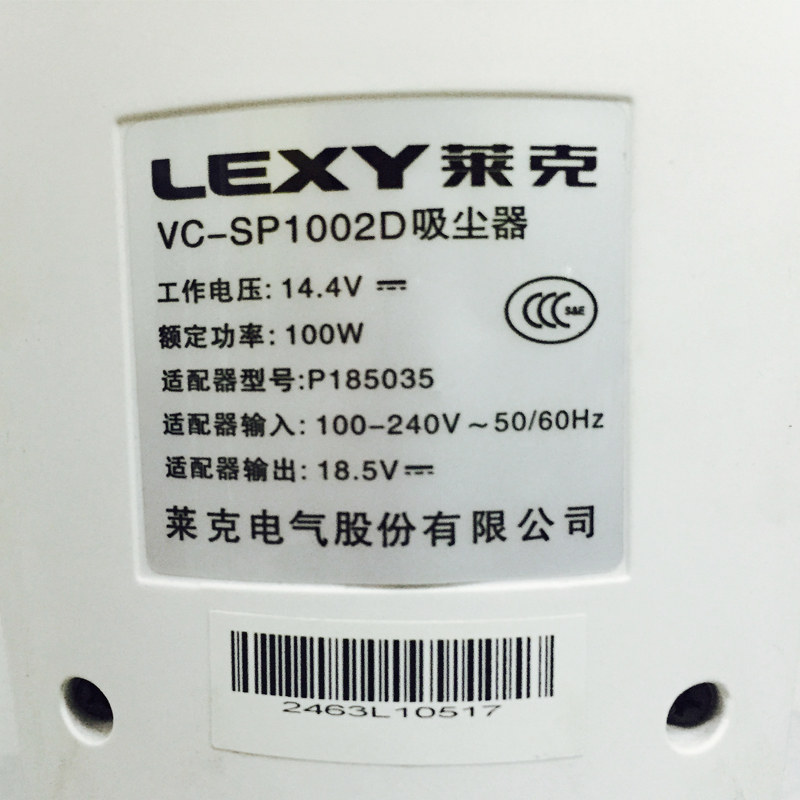 LEXY莱克
VC-SP1002D吸尘器
工作电压: 14.4V ⎓
额定功率: 100W
CCC S&E
适配器型号:P185035
适配器输入: 100-240V ~ 50/60Hz
适配器输出: 18.5V⎓
莱克电气股份有限公司
2463L10517